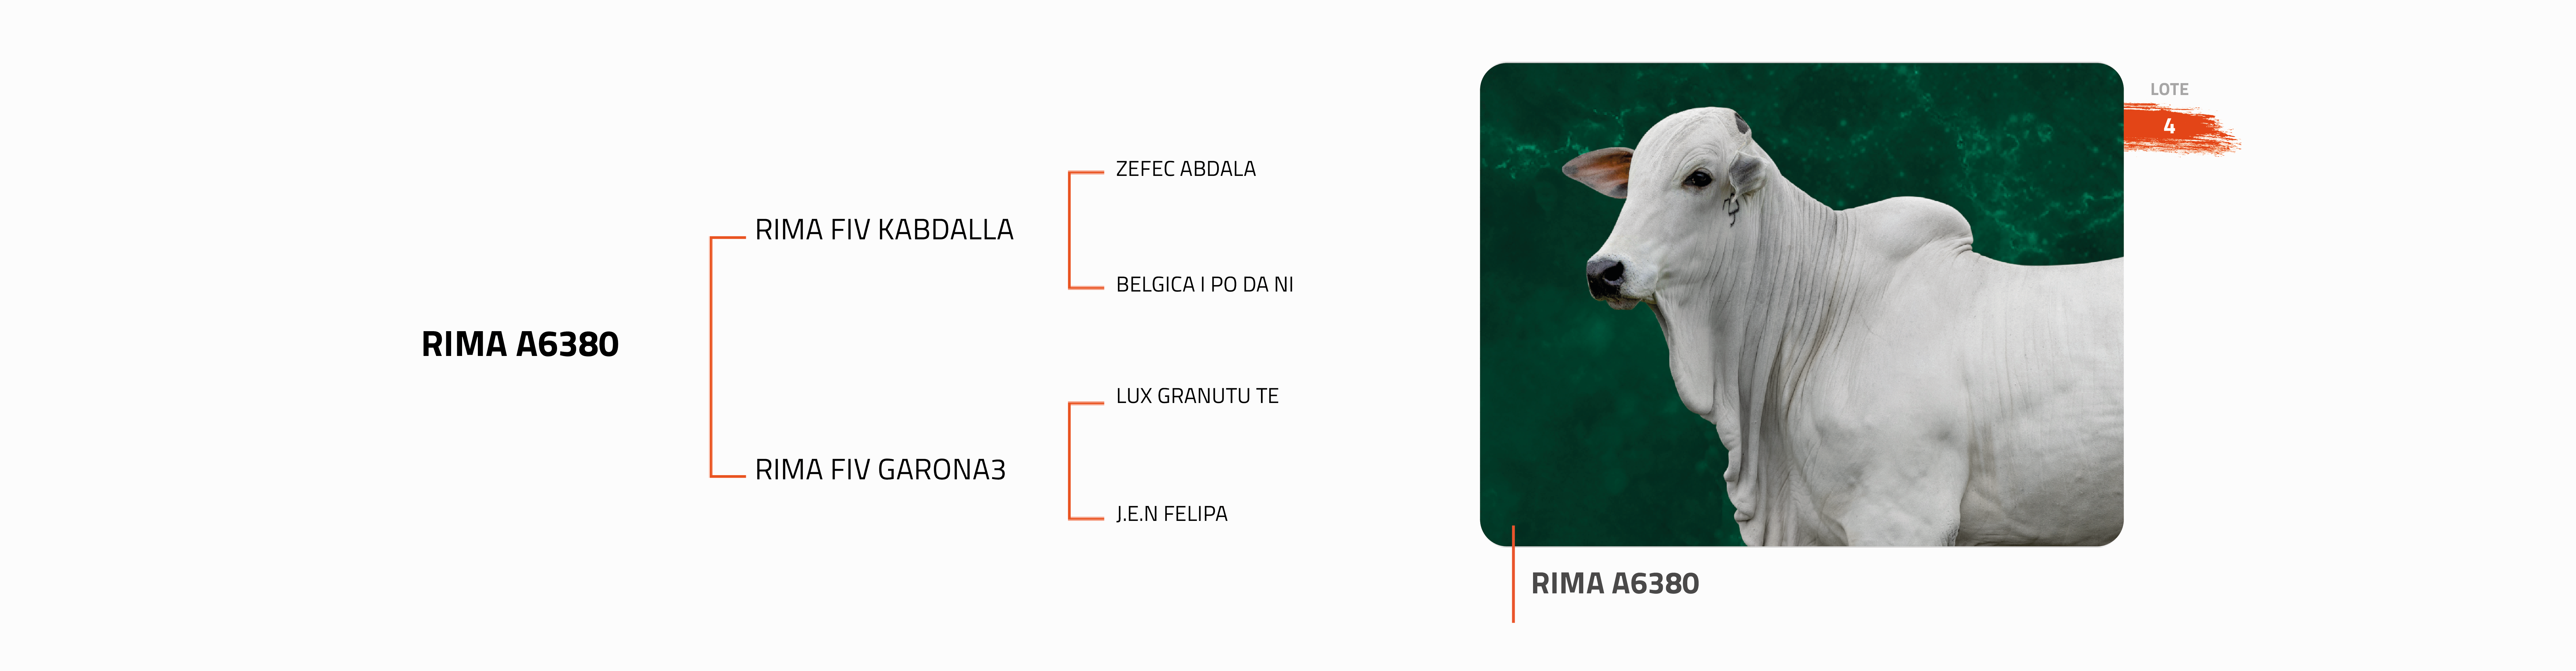 LOTE
4
ZEFEC ABDALA
RIMA FIV KABDALLA
BELGICA I PO DA NI
RIMA A6380
LUX GRANUTU TE
RIMA FIV GARONA3
J.E.N FELIPA
RIMA A6380